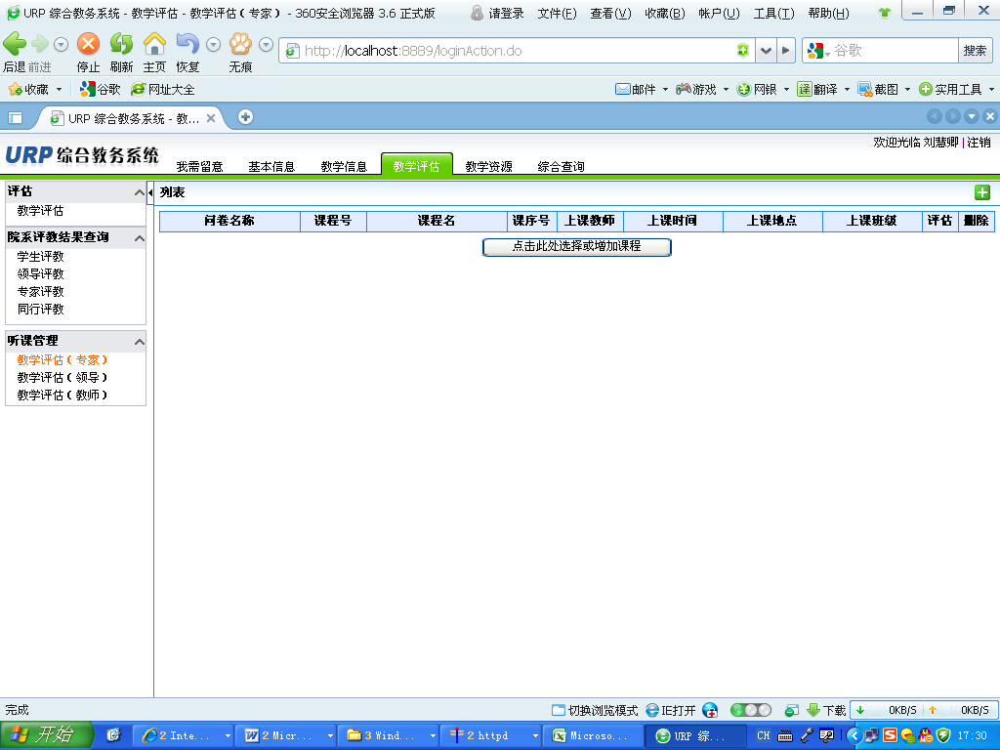 URP 综合教务系统 - 教学评估 - 教学评估（专家） - 360安全浏览器 3.6 正式版 请登录 文件(F) 查看(V) 收藏(B) 帐户(U) 工具(T) 帮助(H)
后退 前进 停止 刷新 主页 恢复 无痕 http://localhost:8889/loginAction.do 谷歌 搜索
收藏 谷歌 网址大全 邮件 游戏 网银 翻译 截图 实用工具
URP 综合教务系统 - 教...
欢迎光临 刘慧卿 | 注销
URP 综合教务系统 我需留意 基本信息 教学信息 教学评估 教学资源 综合查询
评估
教学评估
院系评教结果查询
学生评教
领导评教
专家评教
同行评教
听课管理
教学评估（专家）
教学评估（领导）
教学评估（教师）
列表
问卷名称 课程号 课程名 课序号 上课教师 上课时间 上课地点 上课班级 评估 删除
点击此处选择或增加课程
完成 切换浏览模式 IE打开 下载 0KB/S 0KB/S
开始 2 Inte... 2 Micr... 3 Wind... 2 httpd Microso... URP 综... CH 17:30